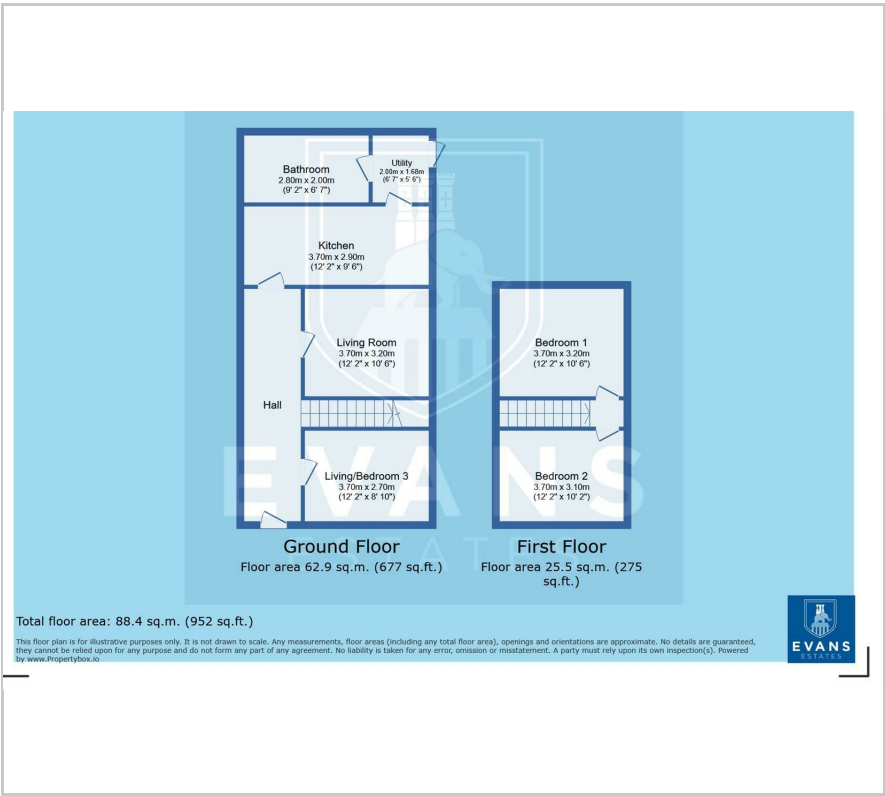 Bathroom
2.80m x 2.00m
(9' 2" x 6' 7")
Utility
2.00m x 1.68m
(6' 7" x 5' 6")
Kitchen
3.70m x 2.90m
(12' 2" x 9' 6")
Living Room
3.70m x 3.20m
(12' 2" x 10' 6")
Hall
Living/Bedroom 3
3.70m x 2.70m
(12' 2" x 8' 10")
Bedroom 1
3.70m x 3.20m
(12' 2" x 10' 6")
Bedroom 2
3.70m x 3.10m
(12' 2" x 10' 2")
EVANS
ESTATES
Ground Floor
Floor area 62.9 sq.m. (677 sq.ft.)
First Floor
Floor area 25.5 sq.m. (275
sq.ft.)
Total floor area: 88.4 sq.m. (952 sq.ft.)
This floor plan is for illustrative purposes only. It is not drawn to scale. Any measurements, floor areas (including any total floor area), openings and orientations are approximate. No details are guaranteed,
they cannot be relied upon for any purpose and do not form any part of any agreement. No liability is taken for any error, omission or misstatement. A party must rely upon its own inspection(s). Powered
by www.Propertybox.io
EVANS
ESTATES